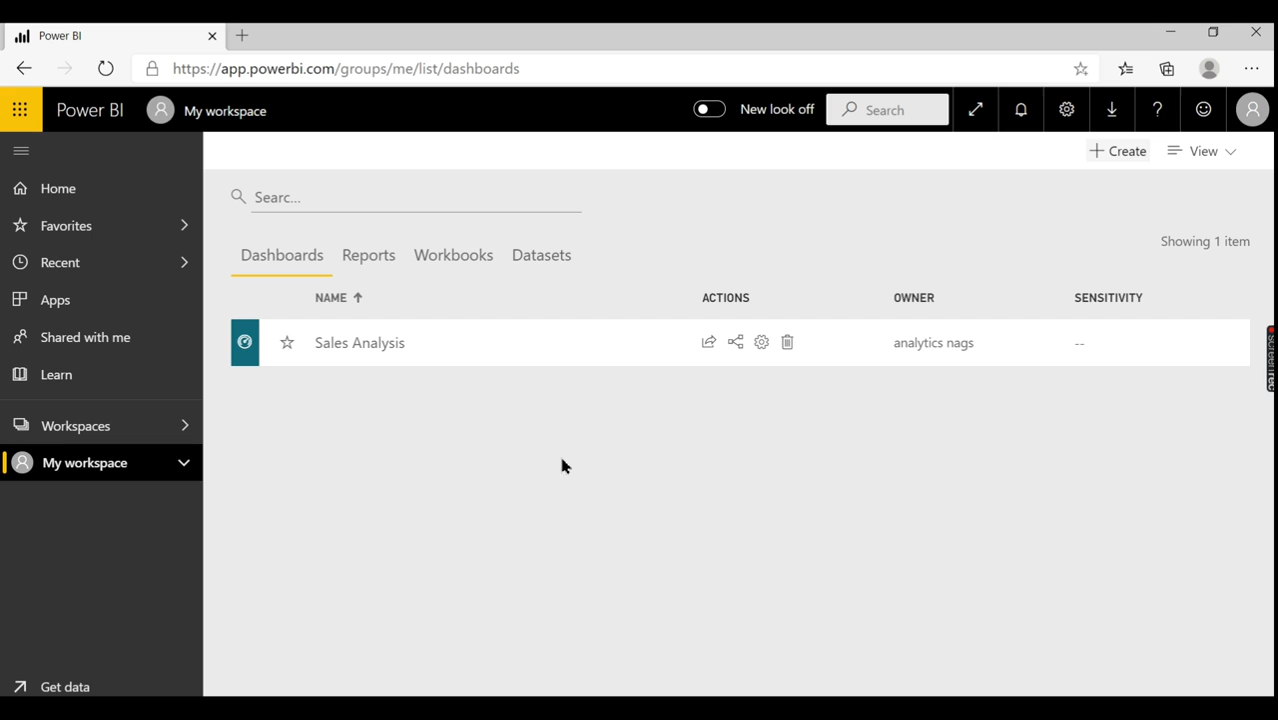 Power BI
https://app.powerbi.com/groups/me/list/dashboards
Power BI My workspace New look off Search
Create View
Home
Searc...
Favorites
Showing 1 item
Dashboards Reports Workbooks Datasets
Recent
NAME ACTIONS OWNER SENSITIVITY
Apps
Shared with me
Sales Analysis analytics nags --
Learn
screenrec
Workspaces
My workspace
Get data